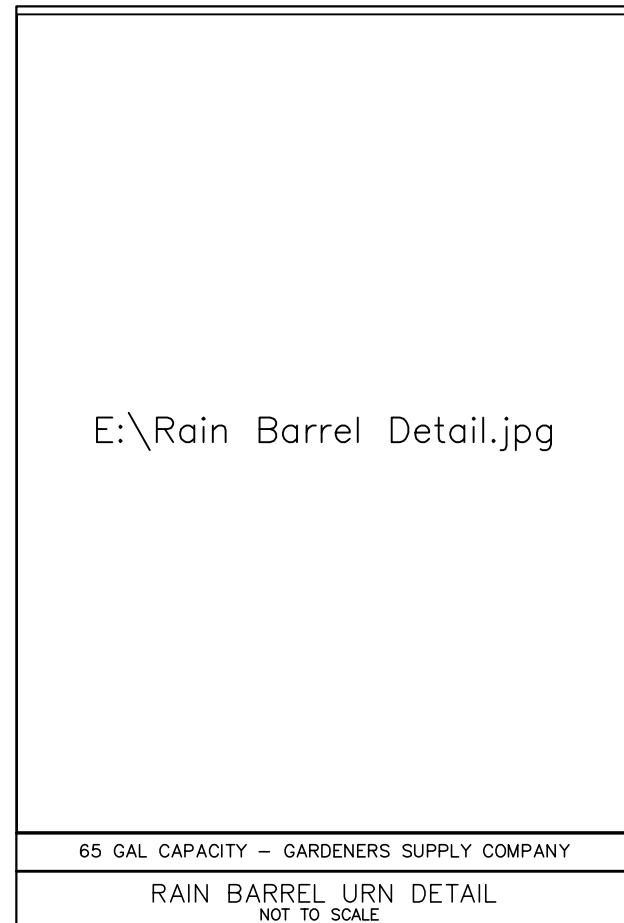 E:\Rain Barrel Detail.jpg
65 GAL CAPACITY – GARDENERS SUPPLY COMPANY
RAIN BARREL URN DETAIL
NOT TO SCALE